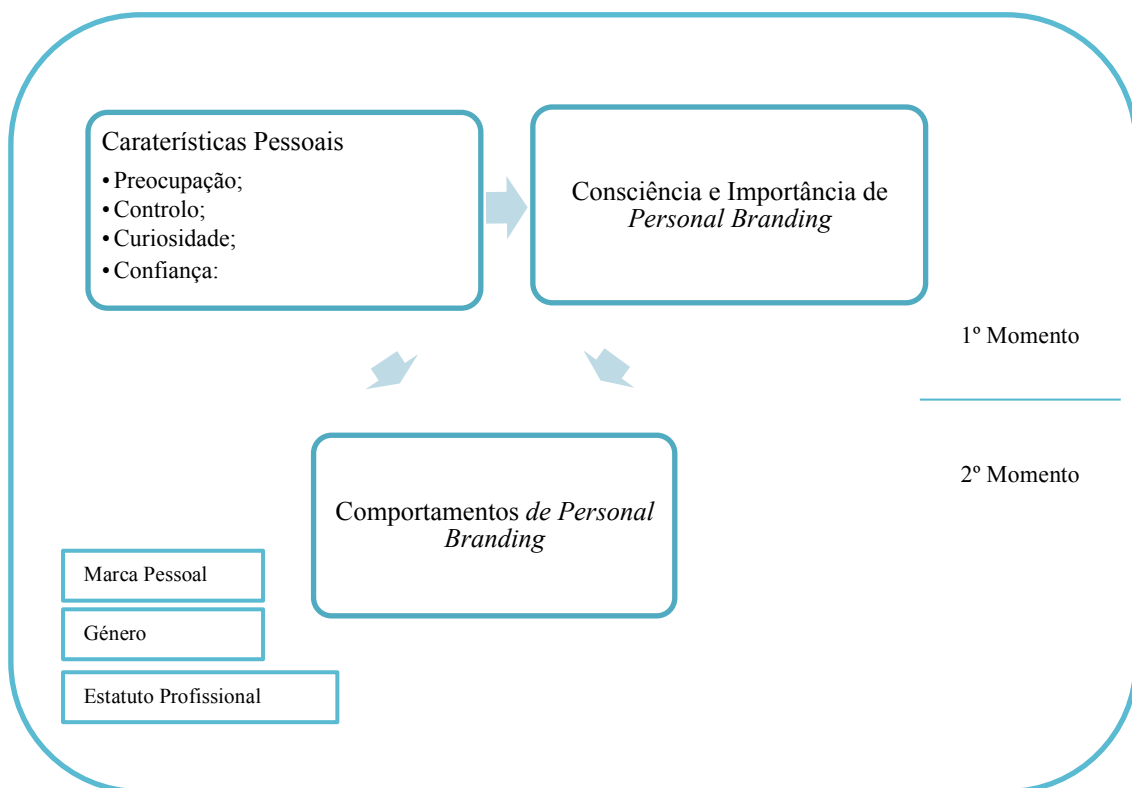 Caraterísticas Pessoais
• Preocupação;
• Controlo;
• Curiosidade;
• Confiança:
Consciência e Importância de
Personal Branding
1º Momento
2º Momento
Comportamentos de Personal
Branding
Marca Pessoal
Género
Estatuto Profissional